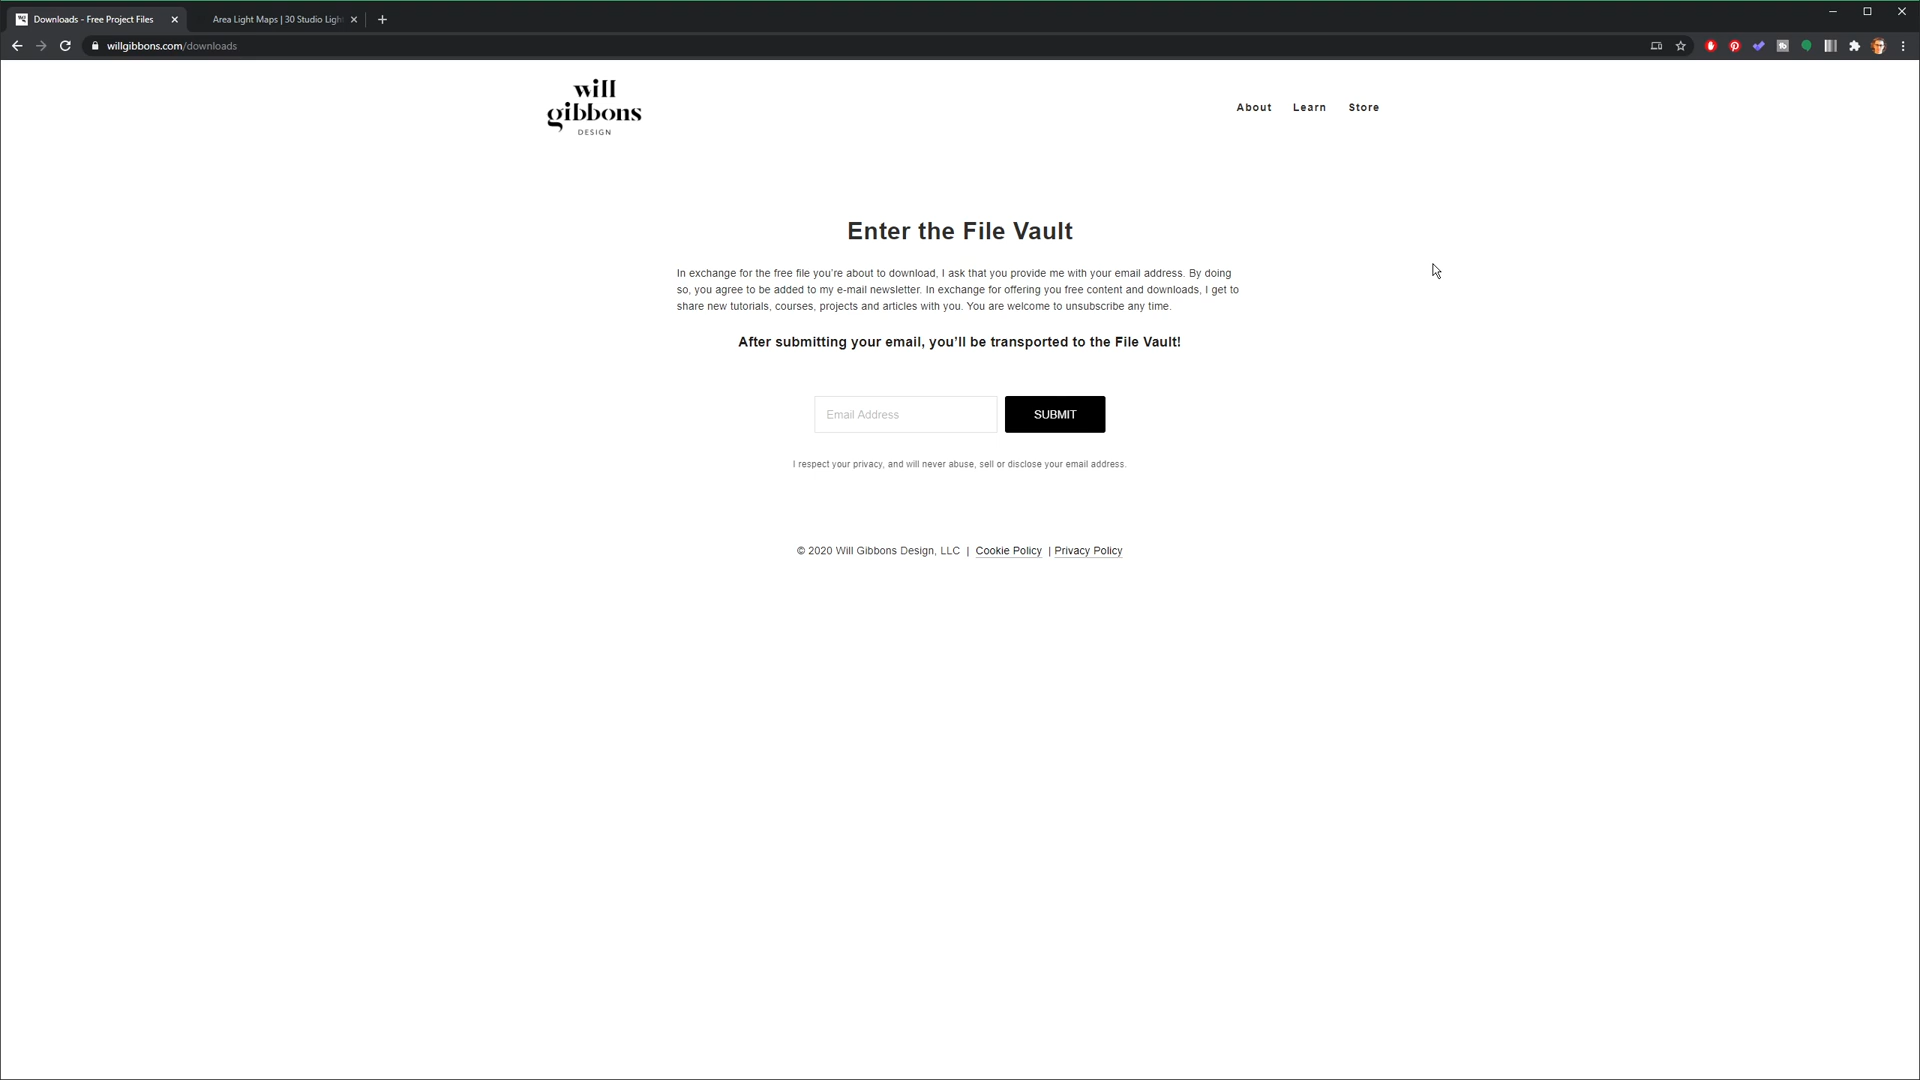 Downloads - Free Project Files
Area Light Maps | 30 Studio Ligh
willgibbons.com/downloads
will
gibbons
DESIGN
About Learn Store
Enter the File Vault
In exchange for the free file you're about to download, I ask that you provide me with your email address. By doing
so, you agree to be added to my e-mail newsletter. In exchange for offering you free content and downloads, I get to
share new tutorials, courses, projects and articles with you. You are welcome to unsubscribe any time.
After submitting your email, you'll be transported to the File Vault!
Email Address SUBMIT
I respect your privacy, and will never abuse, sell or disclose your email address.
© 2020 Will Gibbons Design, LLC | Cookie Policy | Privacy Policy